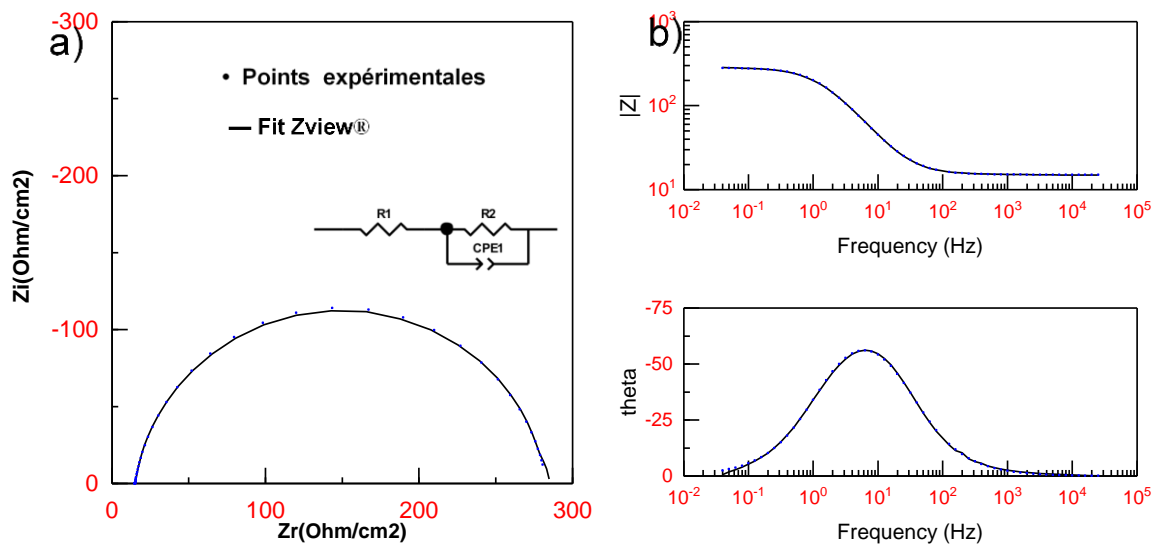 a)
-300
-200
-100
0
Zi(Ohm/cm2)
• Points expérimentales
— Fit Zview®
R1
R2
CPE1
0 100 200 300
Zr(Ohm/cm2)
b)
10³
10²
10¹
|Z|
10⁻² 10⁻¹ 10⁰ 10¹ 10² 10³ 10⁴ 10⁵
Frequency (Hz)
-75
-50
-25
0
theta
10⁻² 10⁻¹ 10⁰ 10¹ 10² 10³ 10⁴ 10⁵
Frequency (Hz)